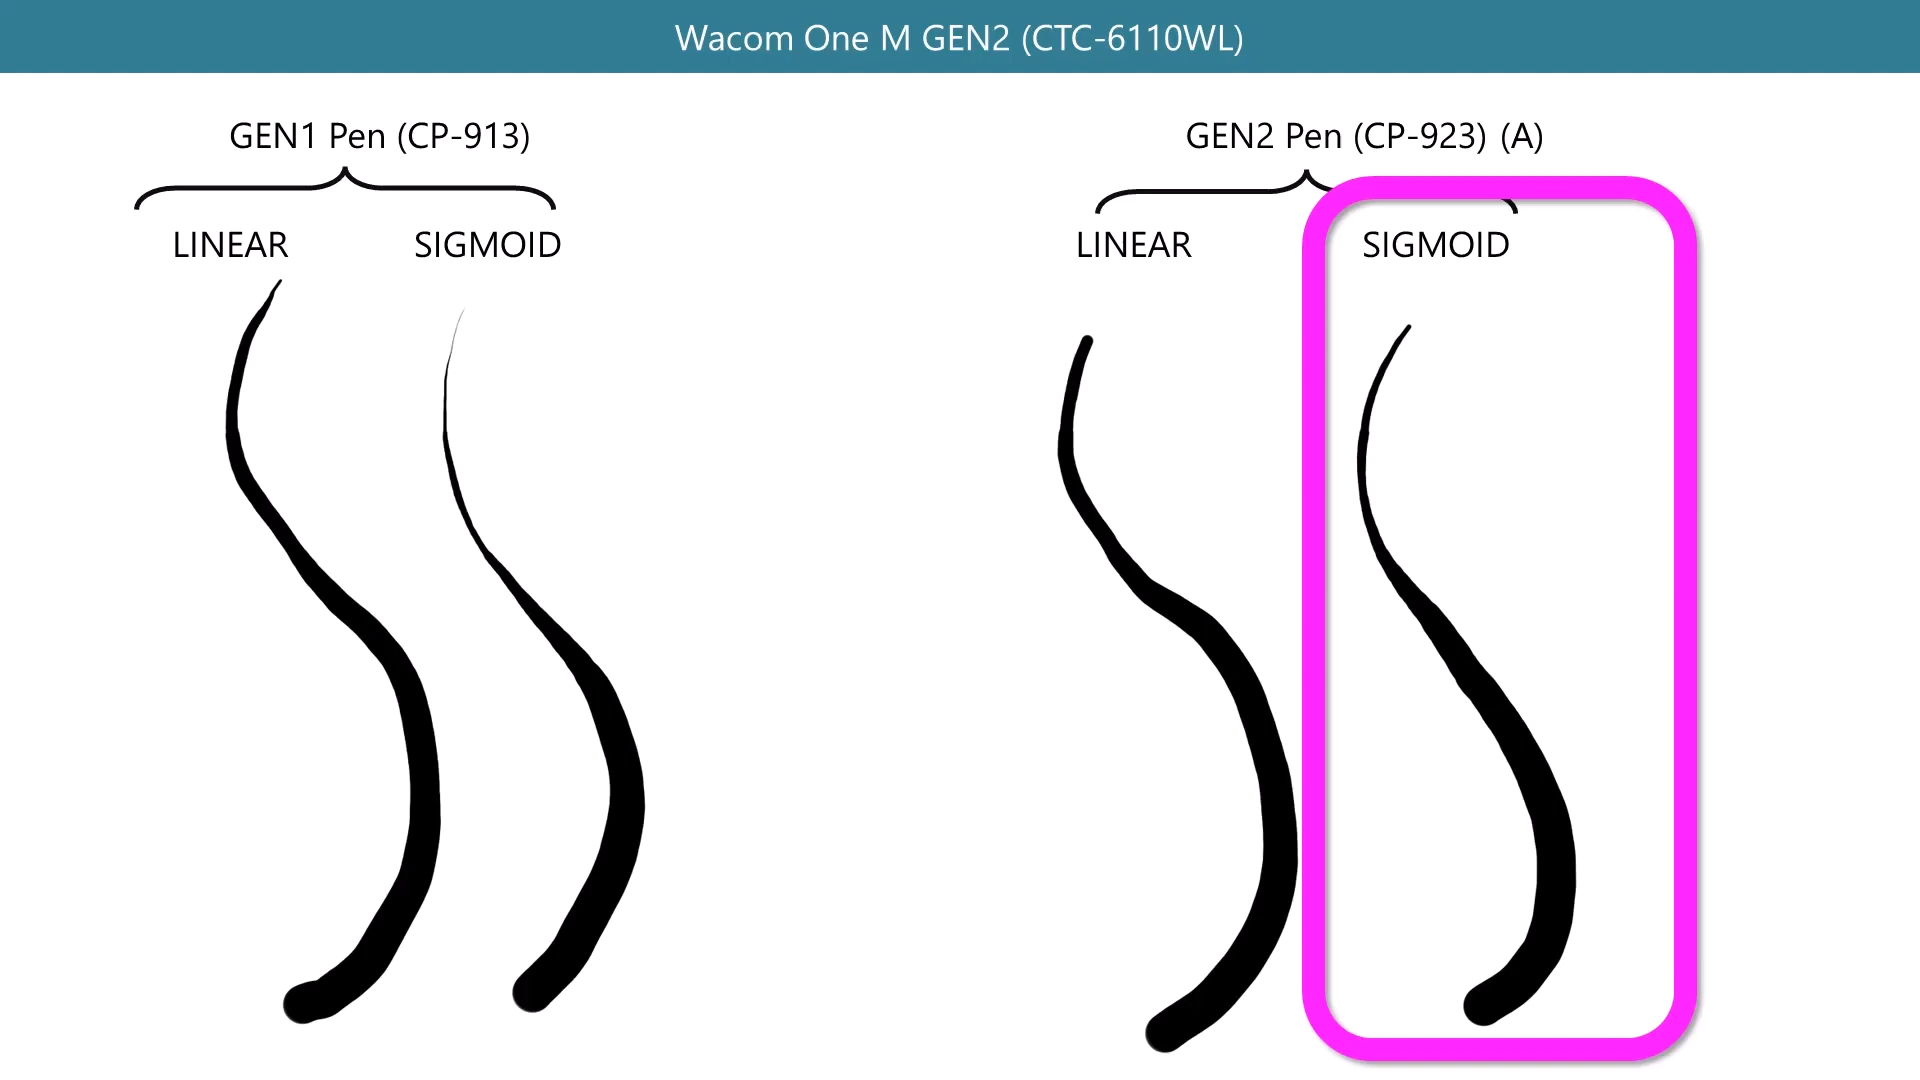 Wacom One M GEN2 (CTC-6110WL)
GEN1 Pen (CP-913)
LINEAR
SIGMOID
GEN2 Pen (CP-923) (A)
LINEAR
SIGMOID